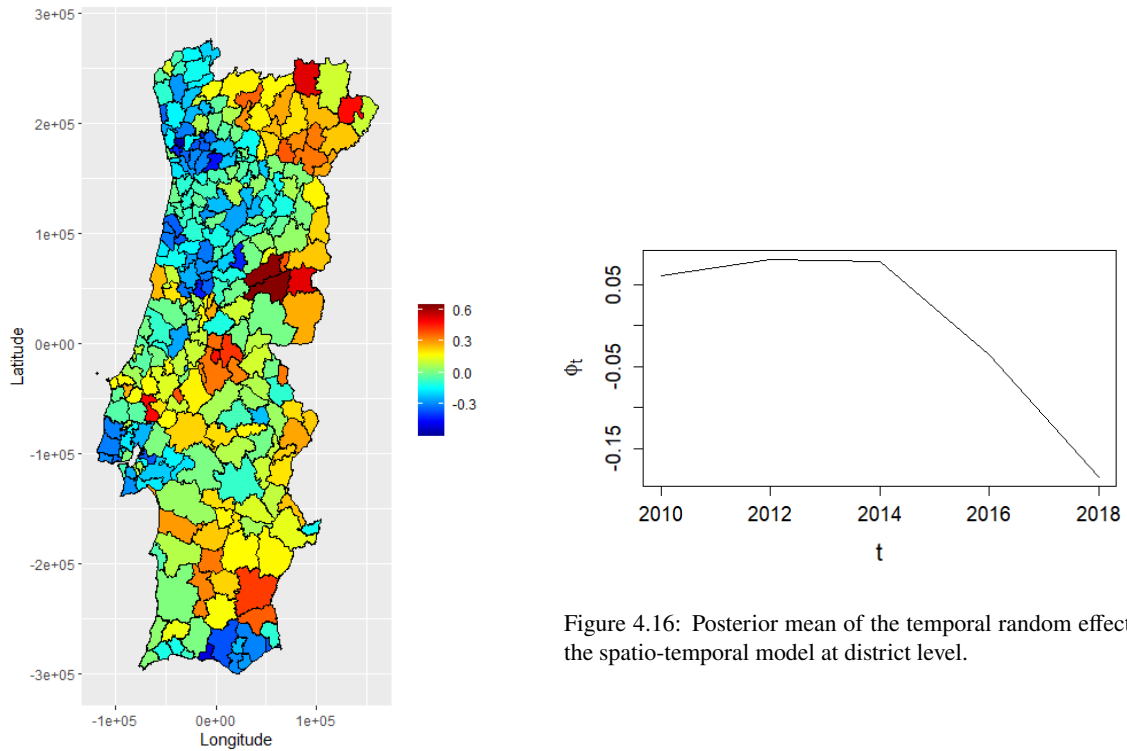 3e+05
2e+05
1e+05
0e+00
-1e+05
-2e+05
-3e+05
Latitude
-1e+05 0e+00 1e+05
Longitude
0.6
0.3
0.0
-0.3
0.05
-0.05
-0.15
ϕt
2010 2012 2014 2016 2018
t
Figure 4.16: Posterior mean of the temporal random effect
the spatio-temporal model at district level.